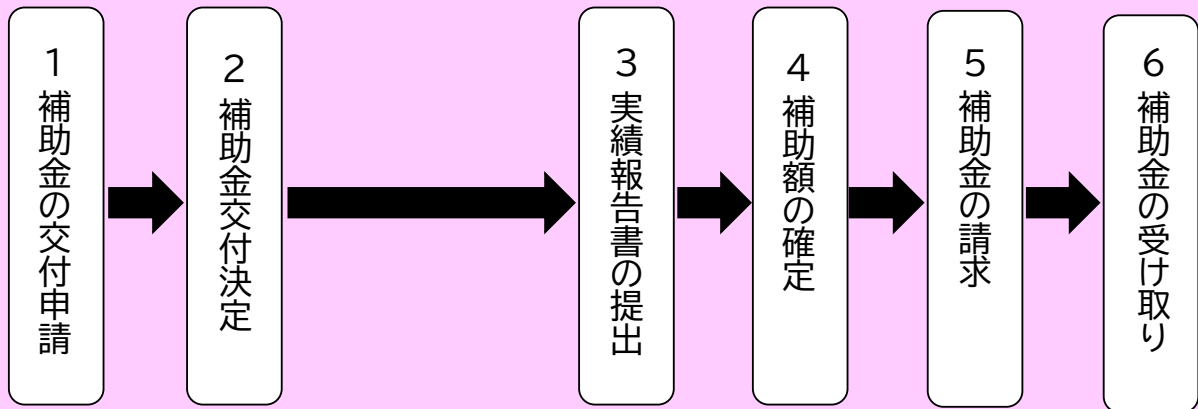 1 補助金の交付申請
2 補助金交付決定
3 実績報告書の提出
4 補助額の確定
5 補助金の請求
6 補助金の受け取り